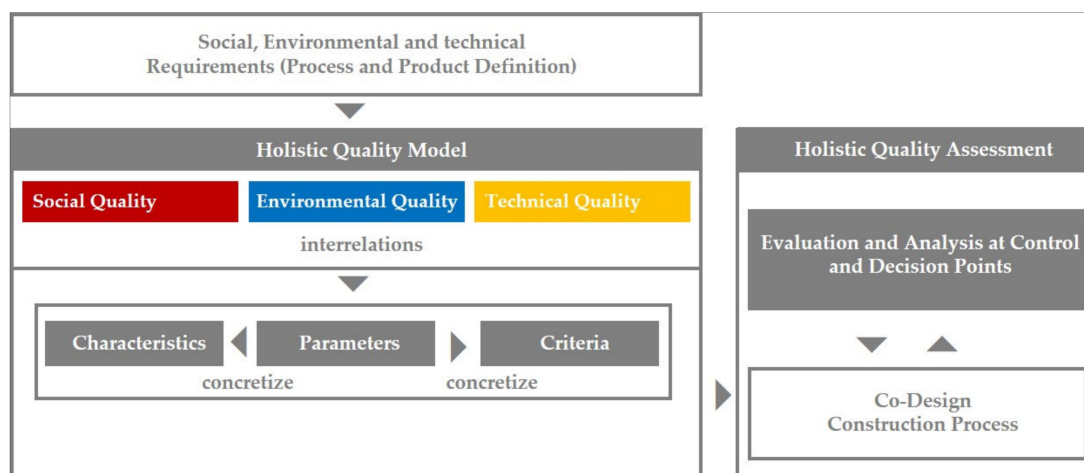 Social, Environmental and technical
Requirements (Process and Product Definition)
Holistic Quality Model
Social Quality
Environmental Quality
Technical Quality
interrelations
Characteristics
Parameters
Criteria
concretize
concretize
Holistic Quality Assessment
Evaluation and Analysis at Control
and Decision Points
Co-Design
Construction Process